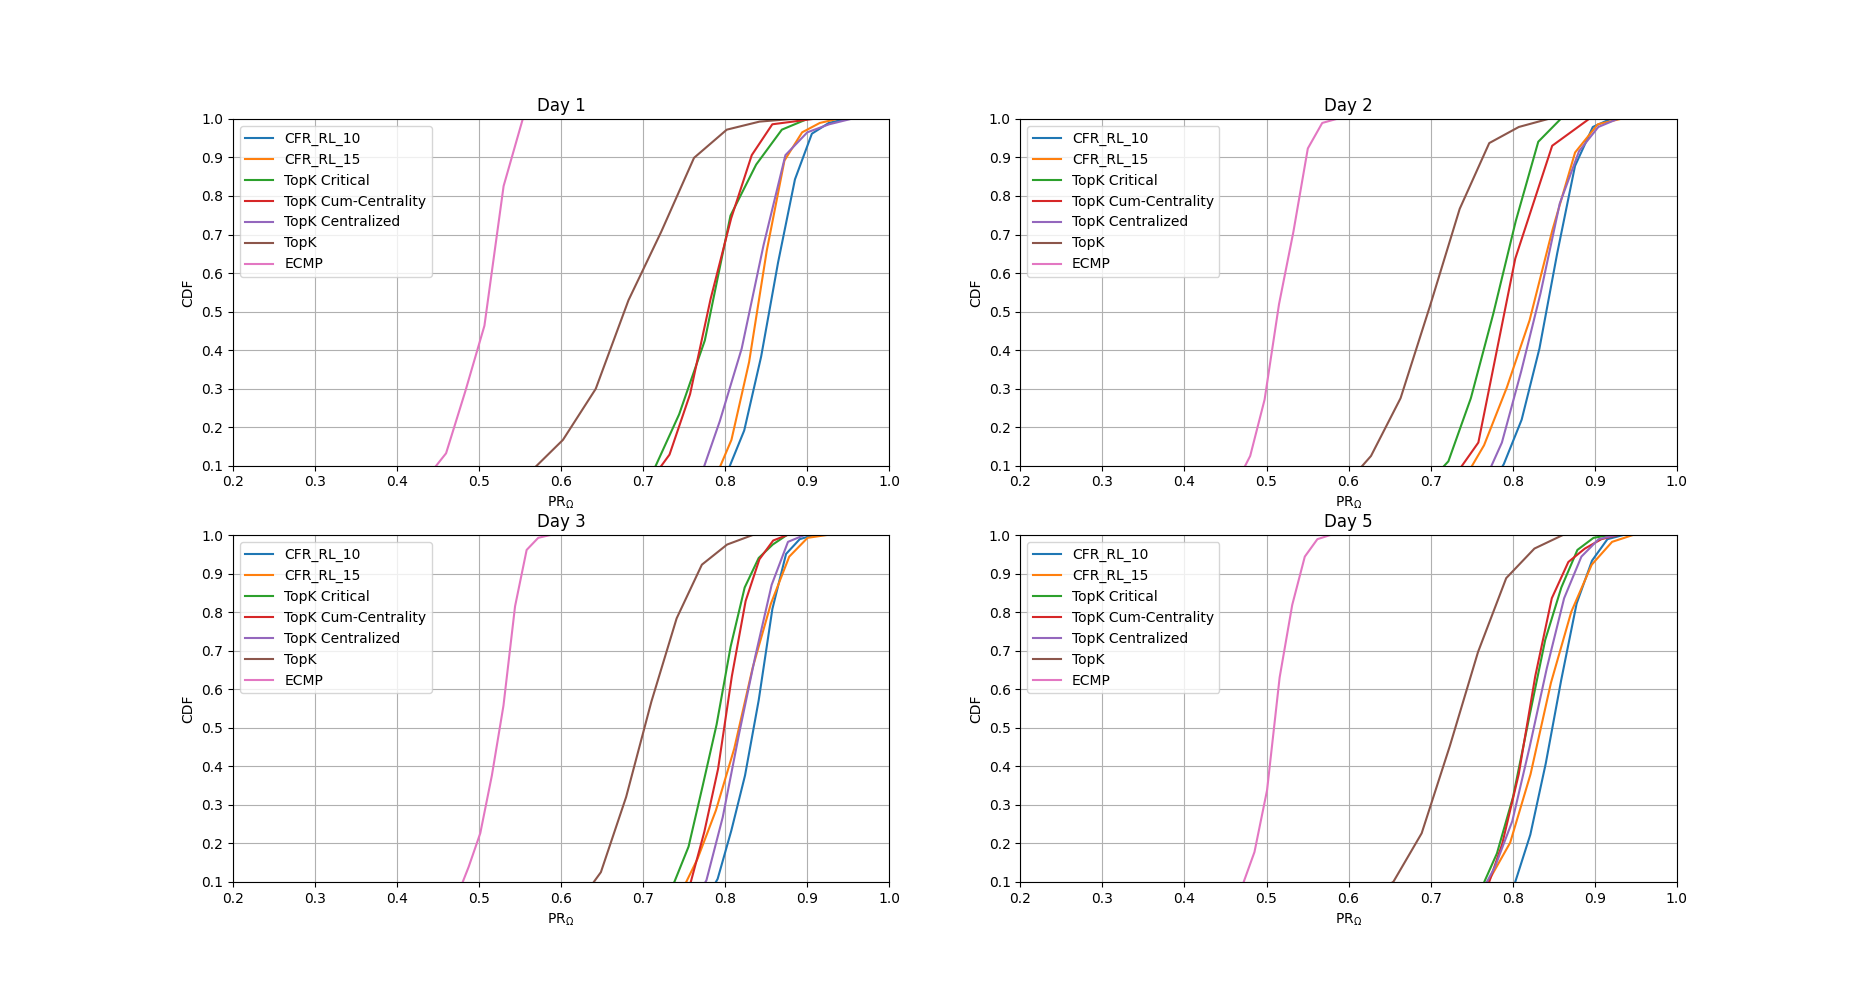 Day 1
1.0
0.9
0.8
0.7
0.6
0.5
0.4
0.3
0.2
0.1
CDF
CFR_RL_10
CFR_RL_15
TopK Critical
TopK Cum-Centrality
TopK Centralized
TopK
ECMP
0.2 0.3 0.4 0.5 0.6 0.7 0.8 0.9 1.0
PRΩ
Day 2
1.0
0.9
0.8
0.7
0.6
0.5
0.4
0.3
0.2
0.1
CDF
CFR_RL_10
CFR_RL_15
TopK Critical
TopK Cum-Centrality
TopK Centralized
TopK
ECMP
0.2 0.3 0.4 0.5 0.6 0.7 0.8 0.9 1.0
PRΩ
Day 3
1.0
0.9
0.8
0.7
0.6
0.5
0.4
0.3
0.2
0.1
CDF
CFR_RL_10
CFR_RL_15
TopK Critical
TopK Cum-Centrality
TopK Centralized
TopK
ECMP
0.2 0.3 0.4 0.5 0.6 0.7 0.8 0.9 1.0
PRΩ
Day 5
1.0
0.9
0.8
0.7
0.6
0.5
0.4
0.3
0.2
0.1
CDF
CFR_RL_10
CFR_RL_15
TopK Critical
TopK Cum-Centrality
TopK Centralized
TopK
ECMP
0.2 0.3 0.4 0.5 0.6 0.7 0.8 0.9 1.0
PRΩ